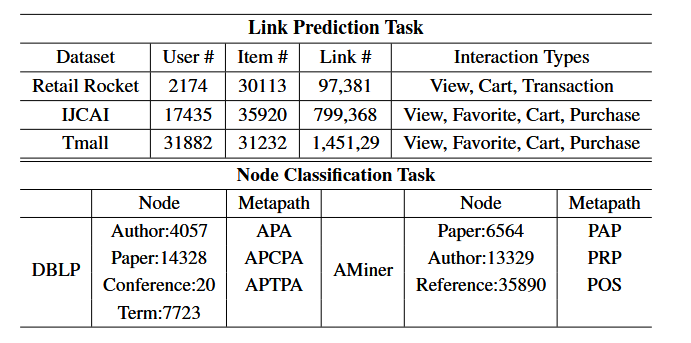 Link Prediction Task
Dataset User # Item # Link # Interaction Types
Retail Rocket 2174 30113 97,381 View, Cart, Transaction
IJCAI 17435 35920 799,368 View, Favorite, Cart, Purchase
Tmall 31882 31232 1,451,29 View, Favorite, Cart, Purchase
Node Classification Task
Node Metapath Node Metapath
Author:4057 APA Paper:6564 PAP
DBLP Paper:14328 APCPA AMiner Author:13329 PRP
Conference:20 APTPA Reference:35890 POS
Term:7723